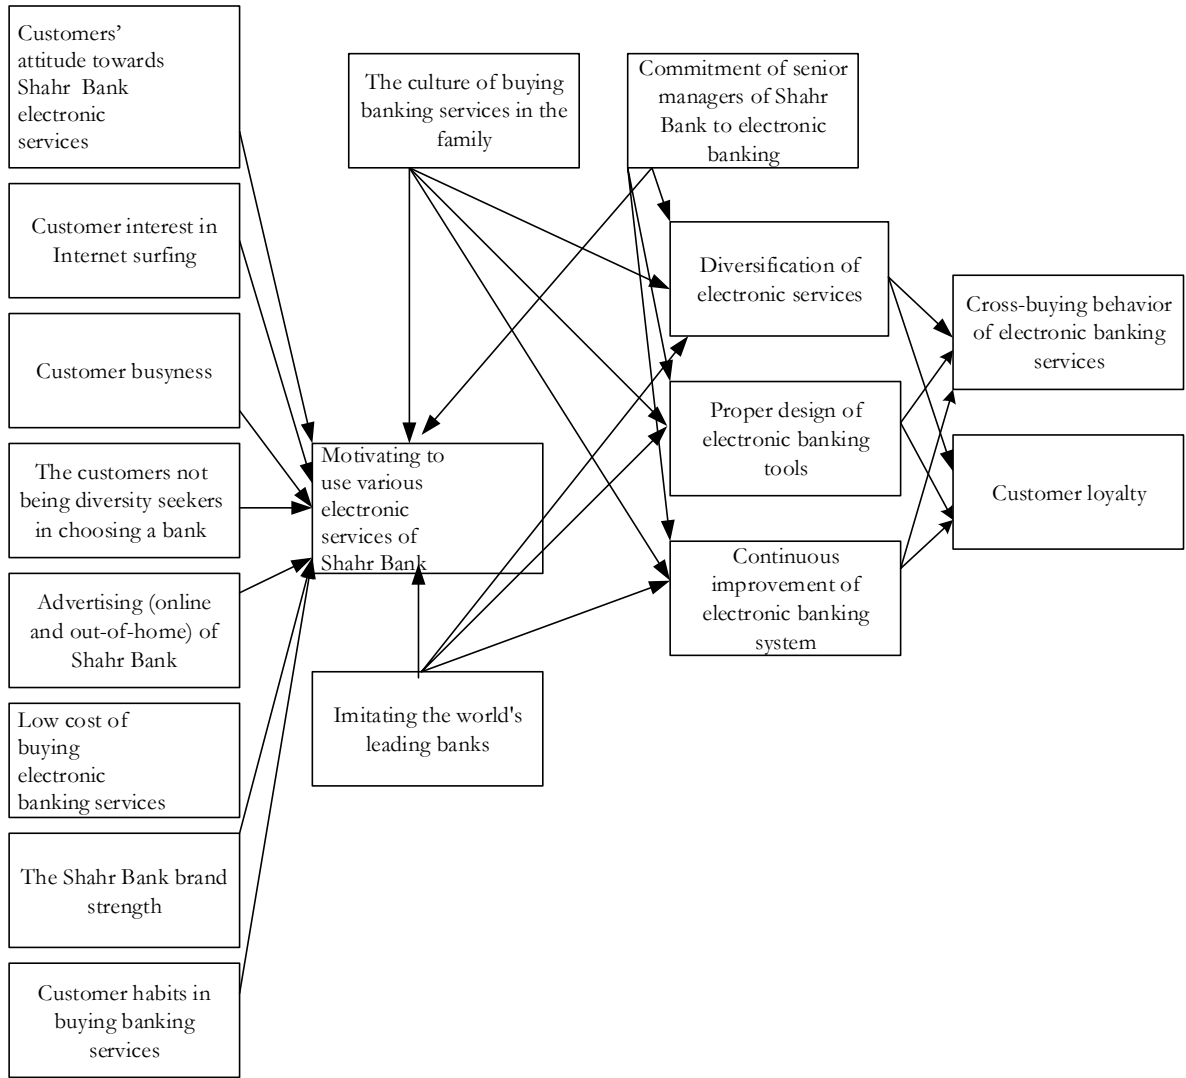 Customers’
attitude towards
Shahr Bank
electronic
services
Customer interest in
Internet surfing
Customer busyness
The customers not
being diversity seekers
in choosing a bank
Advertising (online
and out-of-home) of
Shahr Bank
Low cost of
buying
electronic
banking services
The Shahr Bank brand
strength
Customer habits in
buying banking
services
The culture of buying
banking services in the
family
Motivating to
use various
electronic
services of
Shahr Bank
Imitating the world's
leading banks
Commitment of senior
managers of Shahr
Bank to electronic
banking
Diversification of
electronic services
Proper design of
electronic banking
tools
Continuous
improvement of
electronic banking
system
Cross-buying behavior
of electronic banking
services
Customer loyalty